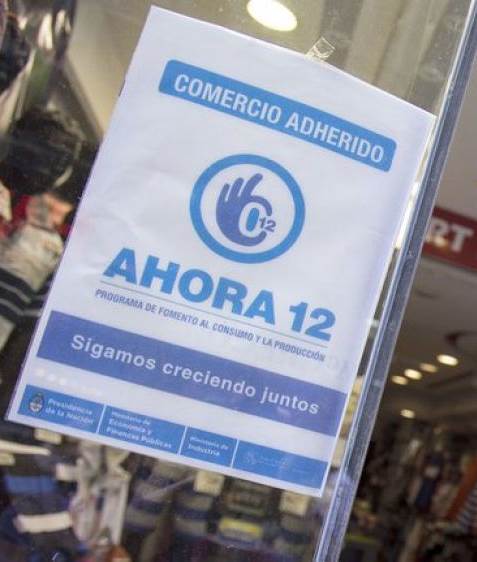 COMERCIO ADHERIDO
12
AHORA 12
PROGRAMA DE FOMENTO AL CONSUMO Y LA PRODUCCIÓN
Sigamos creciendo juntos
Presidencia
de la Nación
Ministerio de
Economía y
Finanzas Públicas
Ministerio de
Industria
RT